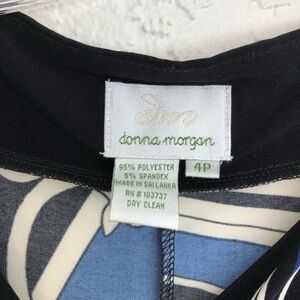 dm
donna morgan
4P
95% POLYESTER
5% SPANDEX
MADE IN SRI LANKA
RN # 103737
DRY CLEAN